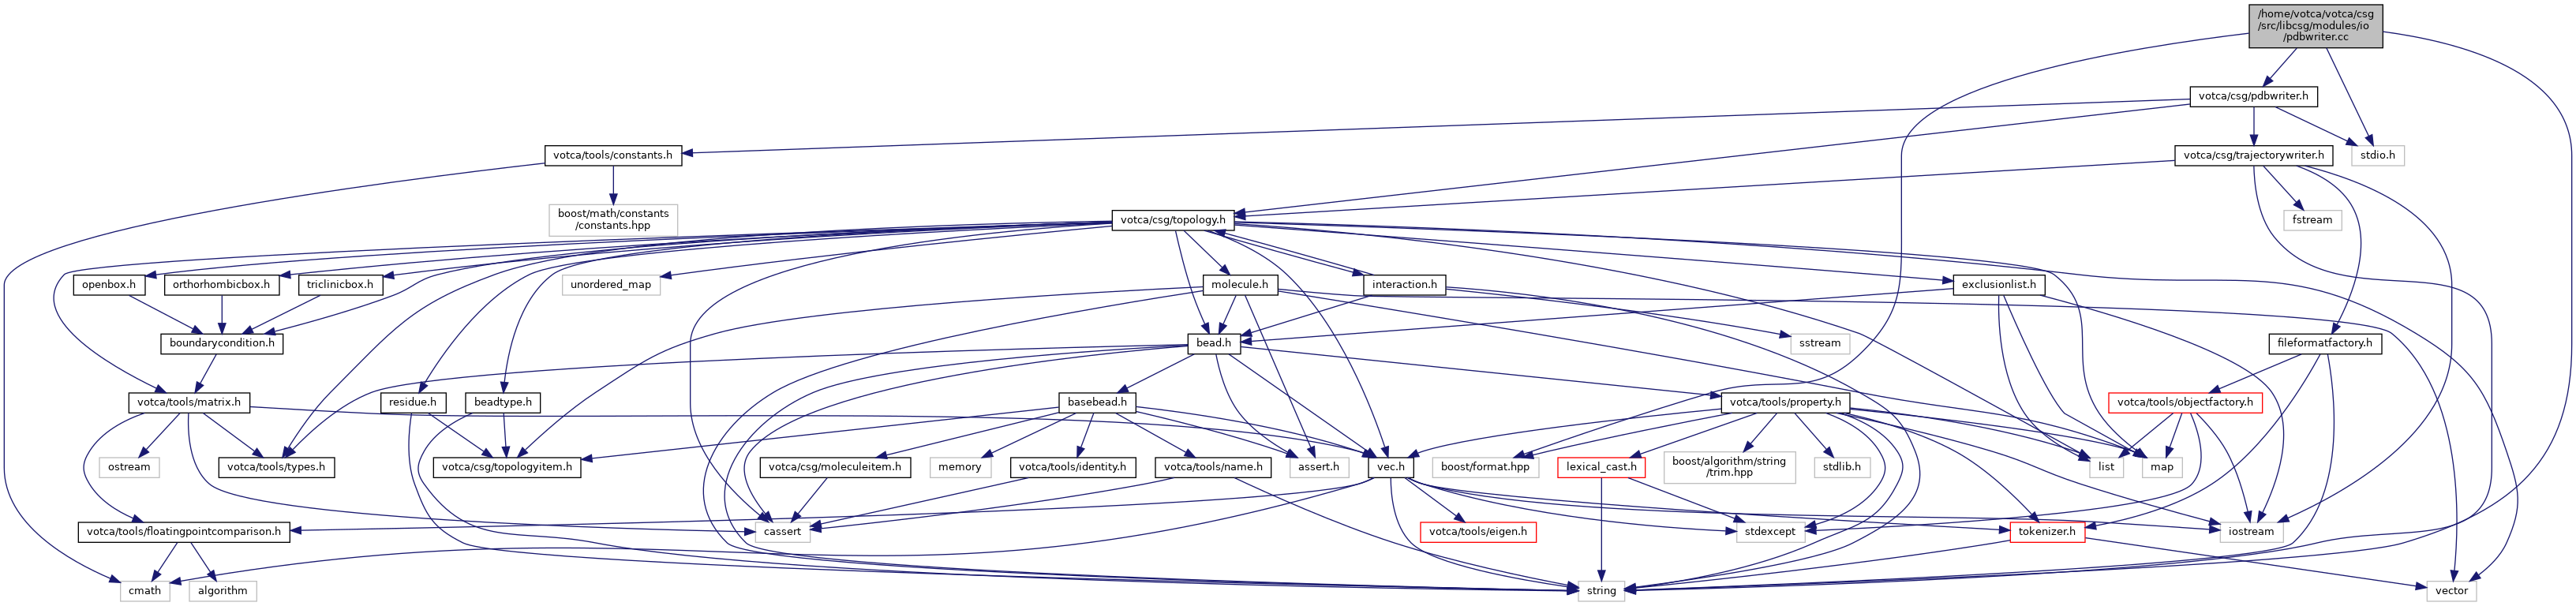 /home/votca/votca/csg
/src/libcsg/modules/io
/pdbwriter.cc
votca/csg/pdbwriter.h
votca/tools/constants.h
votca/csg/trajectorywriter.h
stdio.h
boost/math/constants
/constants.hpp
votca/csg/topology.h
fstream
openbox.h
orthorhombicbox.h
triclinicbox.h
unordered_map
molecule.h
interaction.h
exclusionlist.h
boundarycondition.h
bead.h
sstream
fileformatfactory.h
votca/tools/matrix.h
residue.h
beadtype.h
basebead.h
votca/tools/property.h
votca/tools/objectfactory.h
ostream
votca/tools/types.h
votca/csg/topologyitem.h
votca/csg/moleculeitem.h
memory
votca/tools/identity.h
votca/tools/name.h
assert.h
vec.h
boost/format.hpp
lexical_cast.h
boost/algorithm/string
/trim.hpp
stdlib.h
list
map
votca/tools/floatingpointcomparison.h
cassert
votca/tools/eigen.h
stdexcept
tokenizer.h
iostream
cmath
algorithm
string
vector